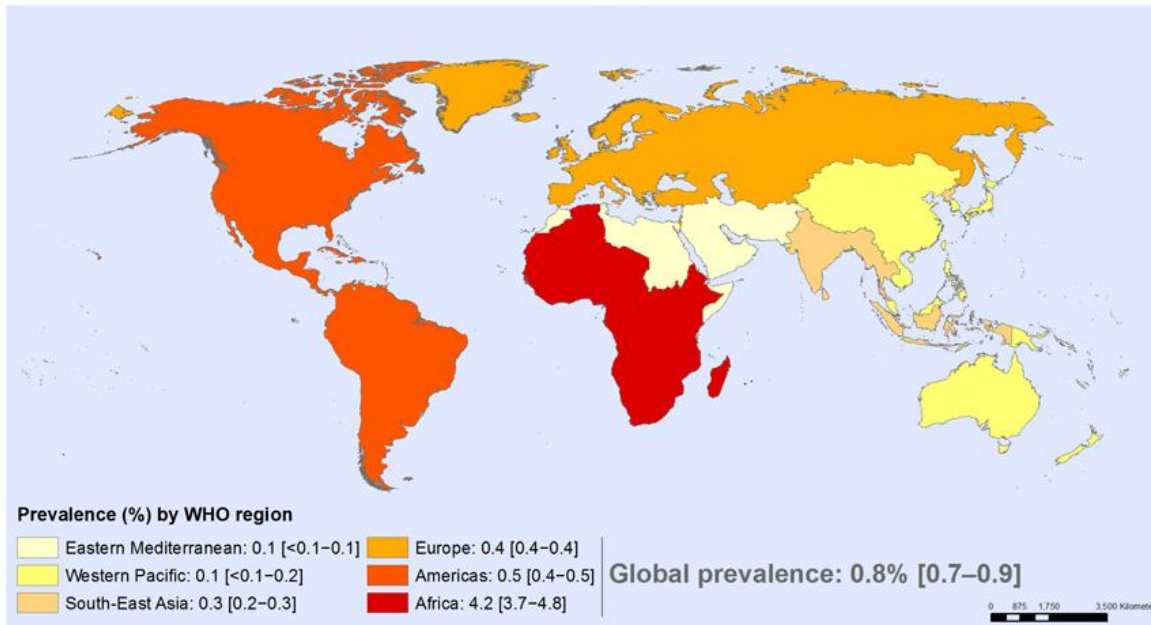 Prevalence (%) by WHO region
Eastern Mediterranean: 0.1 [<0.1–0.1]
Western Pacific: 0.1 [<0.1–0.2]
South-East Asia: 0.3 [0.2–0.3]
Europe: 0.4 [0.4–0.4]
Americas: 0.5 [0.4–0.5]
Africa: 4.2 [3.7–4.8]
Global prevalence: 0.8% [0.7–0.9]
0 875 1,750 3,500 Kilomete